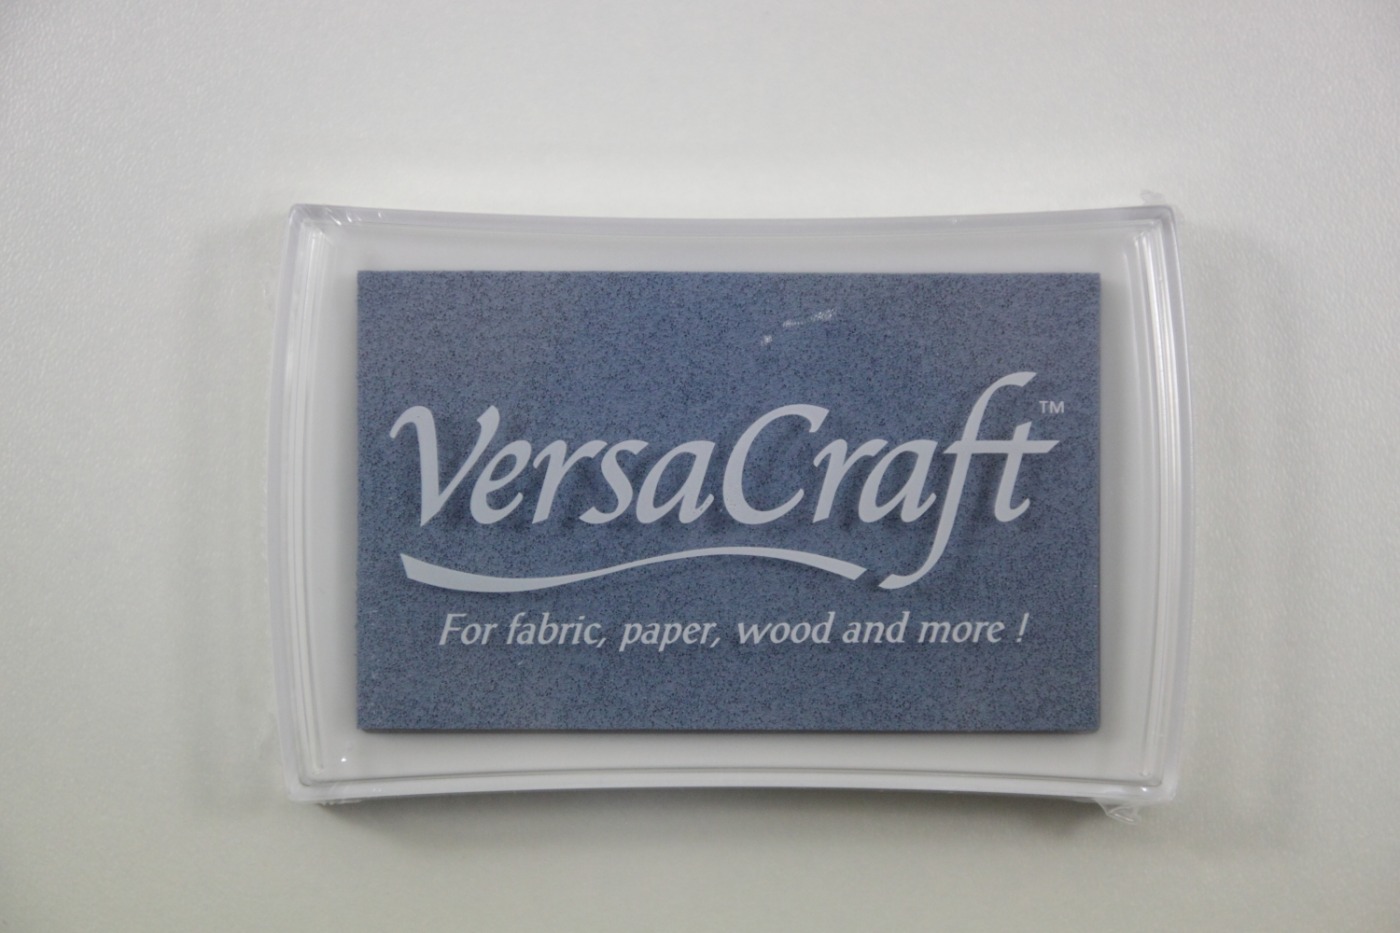 VersaCraft™
For fabric, paper, wood and more !